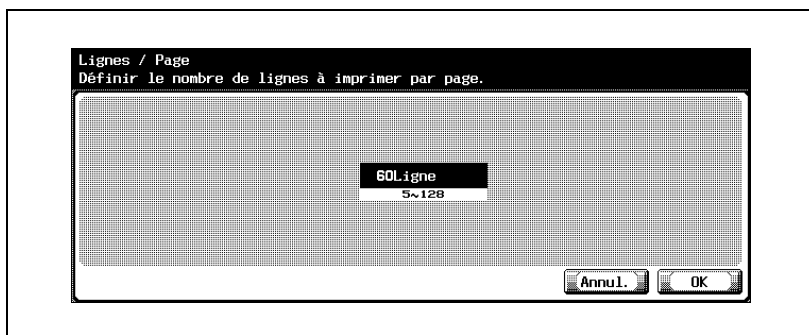 Lignes / Page
Définir le nombre de lignes à imprimer par page.
60Ligne
5~128
Annul. OK